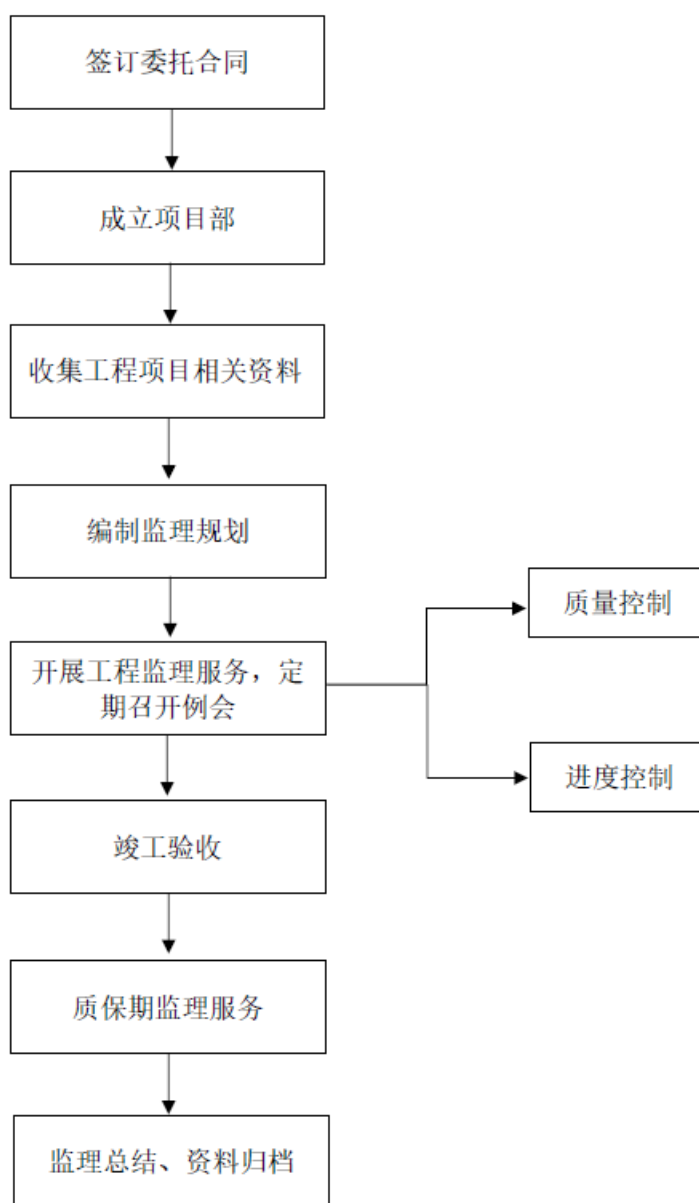 签订委托合同
成立项目部
收集工程项目相关资料
编制监理规划
开展工程监理服务，定
期召开例会
质量控制
进度控制
竣工验收
质保期监理服务
监理总结、资料归档